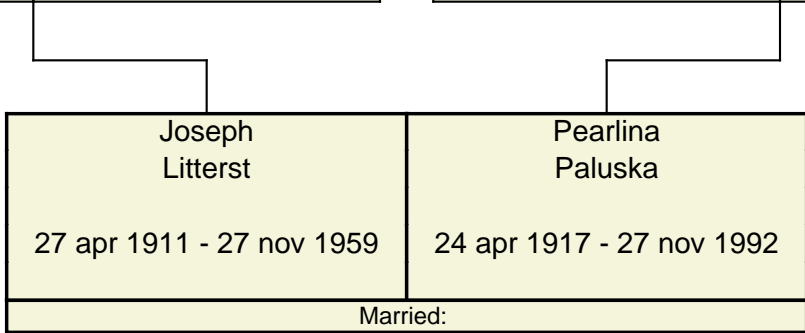 Joseph
Litterst
27 apr 1911 - 27 nov 1959
Pearlina
Paluska
24 apr 1917 - 27 nov 1992
Married: